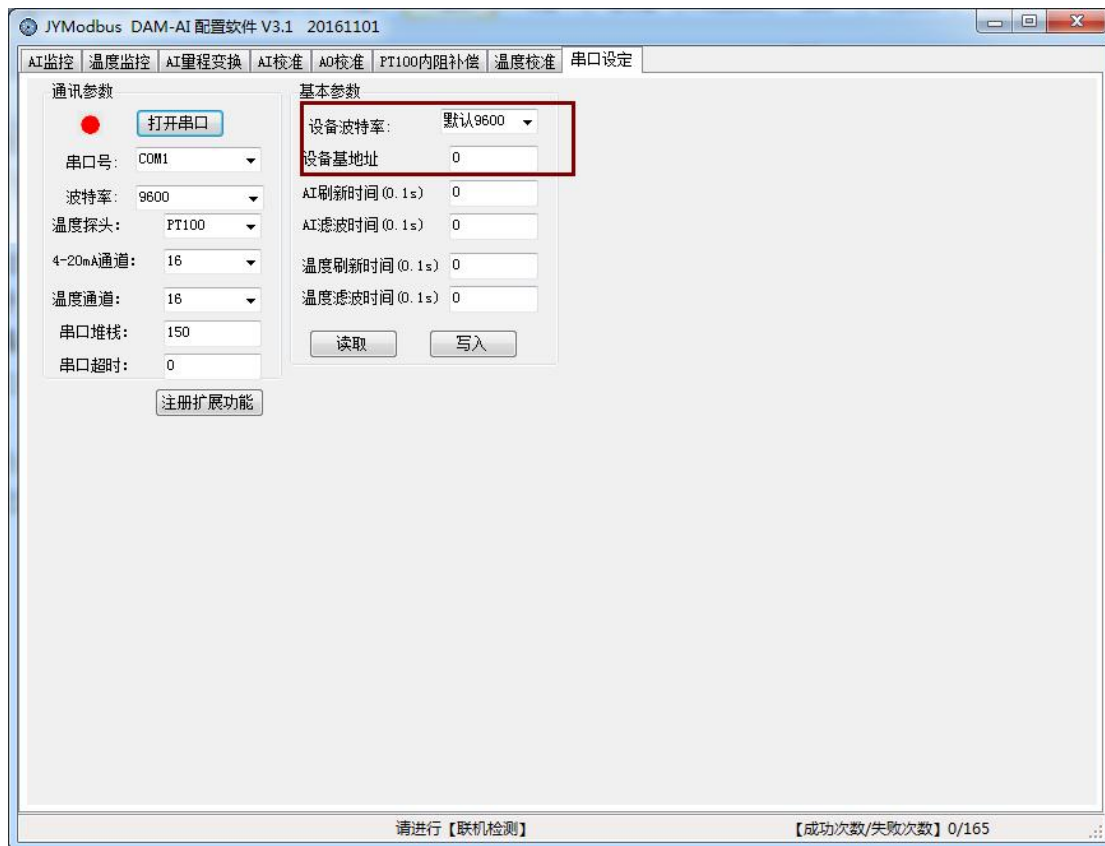 JYModbus DAM-AI 配置软件 V3.1 20161101
AI监控 温度监控 AI量程变换 AI校准 AO校准 PT100内阻补偿 温度校准 串口设定
通讯参数
打开串口
串口号: COM1
波特率: 9600
温度探头: PT100
4-20mA通道: 16
温度通道: 16
串口堆栈: 150
串口超时: 0
注册扩展功能
基本参数
设备波特率: 默认9600
设备基地址 0
AI刷新时间(0.1s) 0
AI滤波时间(0.1s) 0
温度刷新时间(0.1s) 0
温度滤波时间(0.1s) 0
读取 写入
请进行【联机检测】 【成功次数/失败次数】0/165